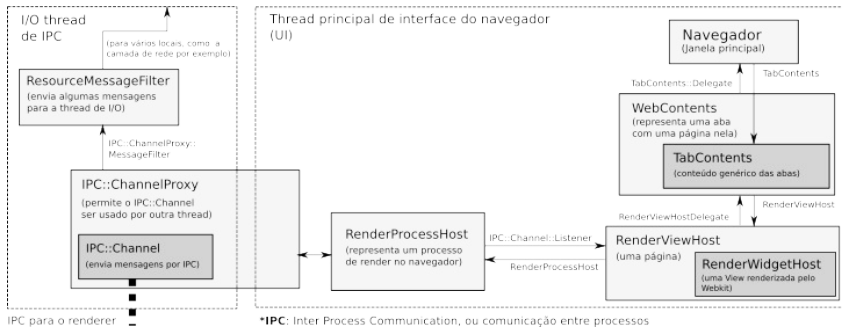 I/O thread
de IPC
(para vários locais, como a
camada de rede por exemplo)
ResourceMessageFilter
(envia algumas mensagens
para a thread de I/O)
IPC::ChannelProxy::
MessageFilter
IPC::ChannelProxy
(permite o IPC::Channel
ser usado por outra thread)
IPC::Channel
(envia mensagens por IPC)
IPC para o renderer
Thread principal de interface do navegador
(UI)
Navegador
(Janela principal)
TabContents::Delegate
TabContents
WebContents
(representa uma aba
com uma página nela)
TabContents
(conteúdo genérico das abas)
RenderViewHostDelegate
RenderViewHost
RenderProcessHost
(representa um processo
de render no navegador)
IPC::Channel::Listener
RenderProcessHost
RenderViewHost
(uma página)
RenderWidgetHost
(uma View renderizada pelo
Webkit)
*IPC: Inter Process Communication, ou comunicação entre processos